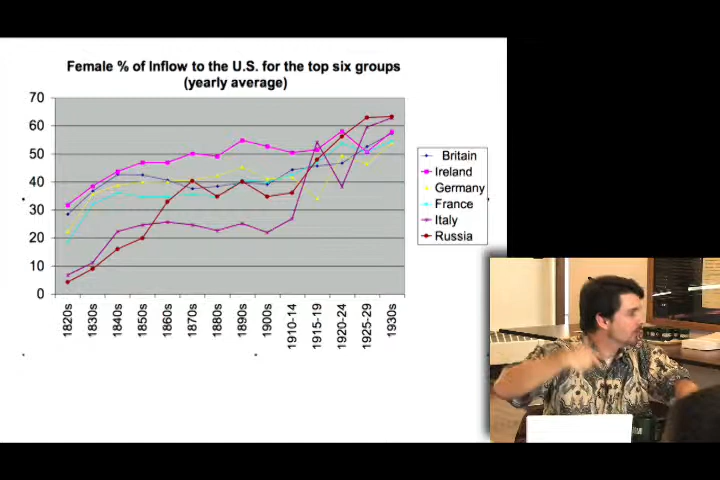 Female % of Inflow to the U.S. for the top six groups
(yearly average)
70
60
50
40
30
20
10
0
1820s
1830s
1840s
1850s
1860s
1870s
1880s
1890s
1900s
1910-14
1915-19
1920-24
1925-29
1930s
Britain
Ireland
Germany
France
Italy
Russia